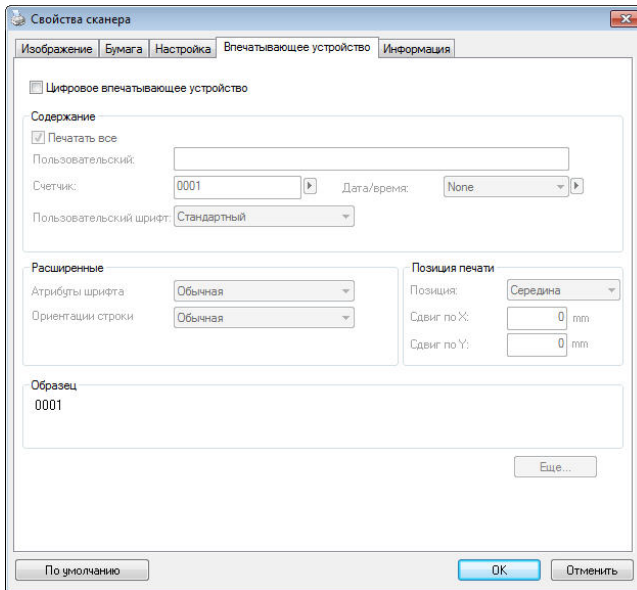 Свойства сканера
Изображение Бумага Настройка Впечатывающее устройство Информация
Цифровое впечатывающее устройство
Содержание
Печатать все
Пользовательский:
Счетчик: 0001 Дата/время: None
Пользовательский шрифт: Стандартный
Расширенные
Атрибуты шрифта Обычная
Ориентации строки Обычная
Позиция печати
Позиция: Середина
Сдвиг по X: 0 mm
Сдвиг по Y: 0 mm
Образец
0001
Еще...
По умолчанию OK Отменить